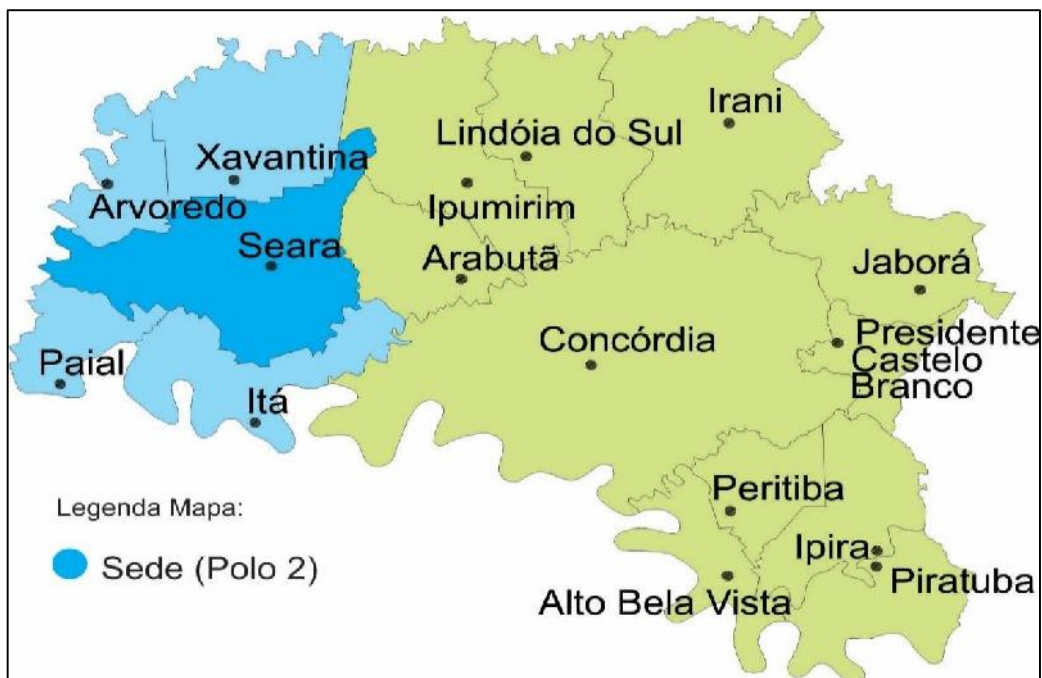 Irani
Lindóia do Sul
Xavantina
Arvoredo
Ipumirim
Seara
Arabutã
Jaborá
Concórdia
Presidente
Castelo
Branco
Paial
Itá
Peritiba
Legenda Mapa:
Ipira
Sede (Polo 2)
Piratuba
Alto Bela Vista